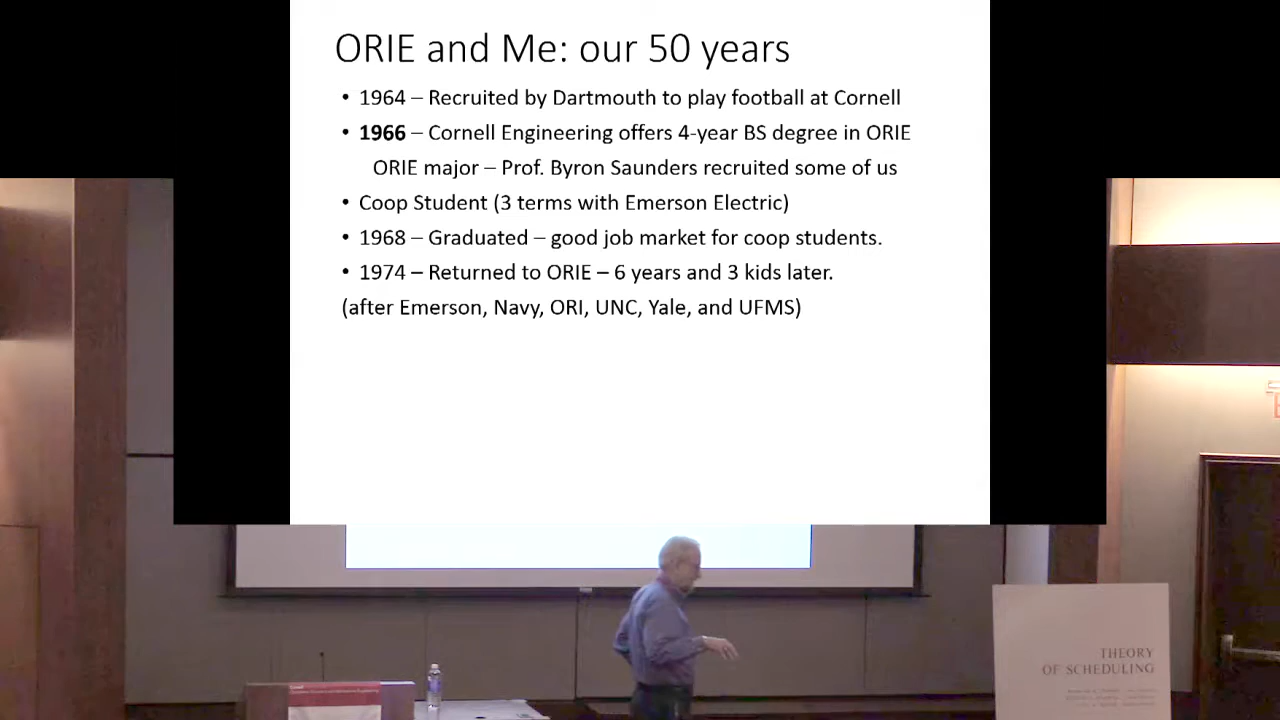 ORIE and Me: our 50 years
• 1964 – Recruited by Dartmouth to play football at Cornell
• 1966 – Cornell Engineering offers 4-year BS degree in ORIE
ORIE major – Prof. Byron Saunders recruited some of us
• Coop Student (3 terms with Emerson Electric)
• 1968 – Graduated – good job market for coop students.
• 1974 – Returned to ORIE – 6 years and 3 kids later.
(after Emerson, Navy, ORI, UNC, Yale, and UFMS)
THEORY
OF SCHEDULING